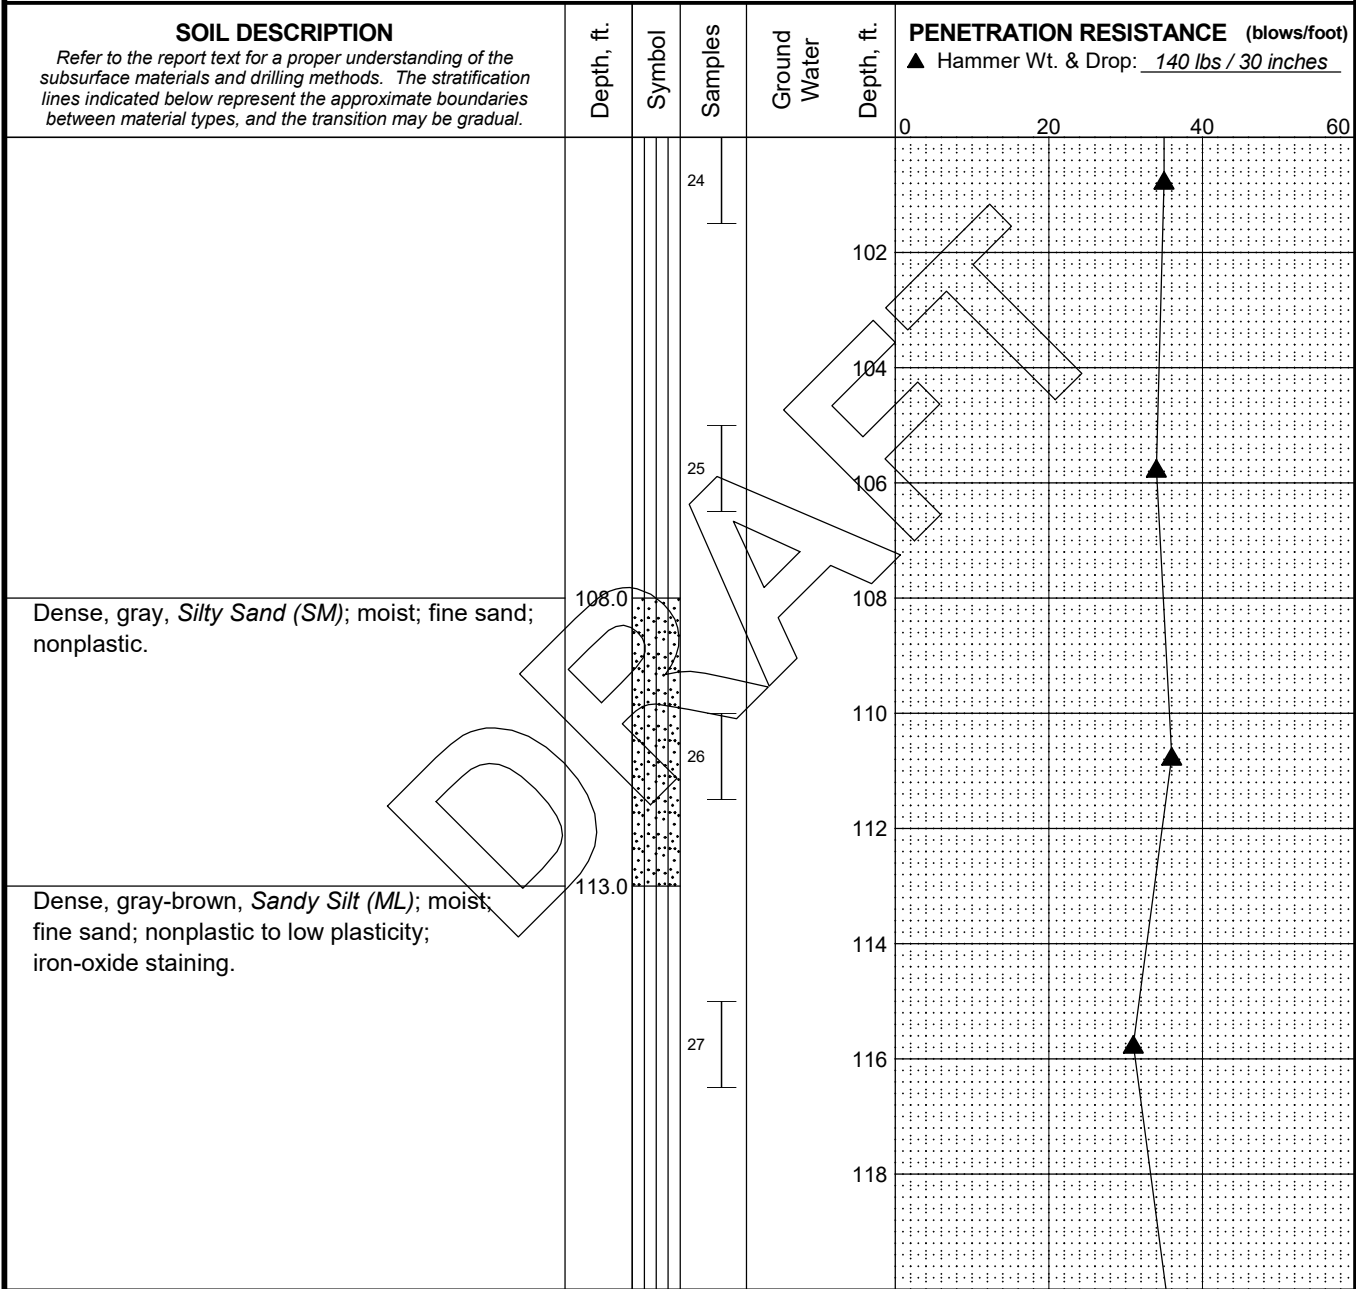 SOIL DESCRIPTION
Refer to the report text for a proper understanding of the
subsurface materials and drilling methods.  The stratification
lines indicated below represent the approximate boundaries
between material types, and the transition may be gradual.
Depth, ft.
Symbol
Samples
Ground
Water
Depth, ft.
PENETRATION RESISTANCE (blows/foot)
▲ Hammer Wt. & Drop: 140 lbs / 30 inches
0 20 40 60
24
102
104
25
106
108.0
108
Dense, gray, Silty Sand (SM); moist; fine sand;
nonplastic.
110
26
112
113.0
Dense, gray-brown, Sandy Silt (ML); moist;
fine sand; nonplastic to low plasticity;
iron-oxide staining.
114
27
116
118
DRAFT